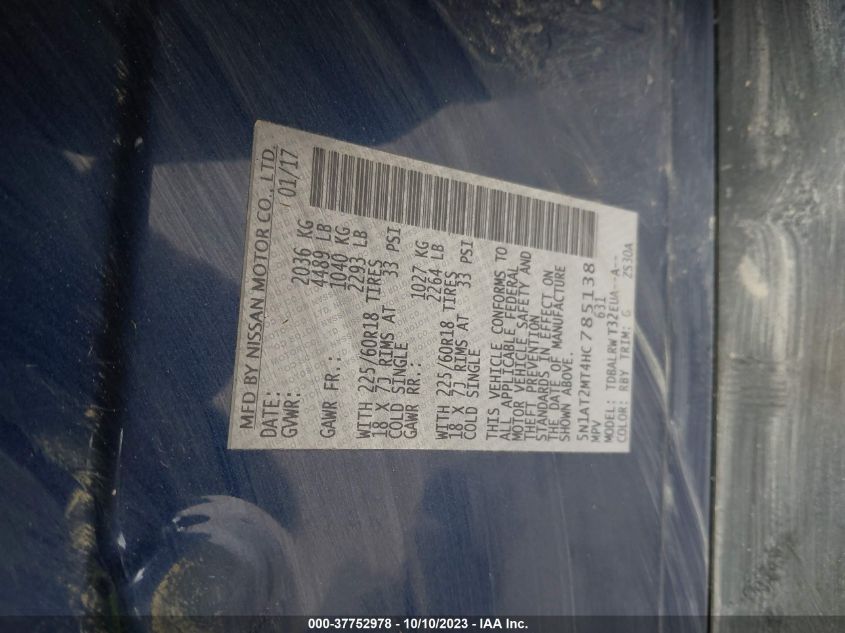 MFD BY NISSAN MOTOR CO., LTD.
DATE: 01/17
GVWR: 2036 KG
4489 LB
GAWR FR.: 1040 KG
2293 LB
WITH 225/60R18 TIRES
18 X 7J RIMS AT 33 PSI
COLD SINGLE
GAWR RR.: 1027 KG
2264 LB
WITH 225/60R18 TIRES
18 X 7J RIMS AT 33 PSI
COLD SINGLE
THIS VEHICLE CONFORMS TO
ALL APPLICABLE FEDERAL
MOTOR VEHICLE SAFETY AND
THEFT PREVENTION
STANDARDS IN EFFECT ON
THE DATE OF MANUFACTURE
SHOWN ABOVE.
5N1AT2MT4HC785138
MPV 631
MODEL: TDBALRWT32EUA--A--
COLOR: RBY TRIM: G ZS30A
000-37752978 - 10/10/2023 - IAA Inc.